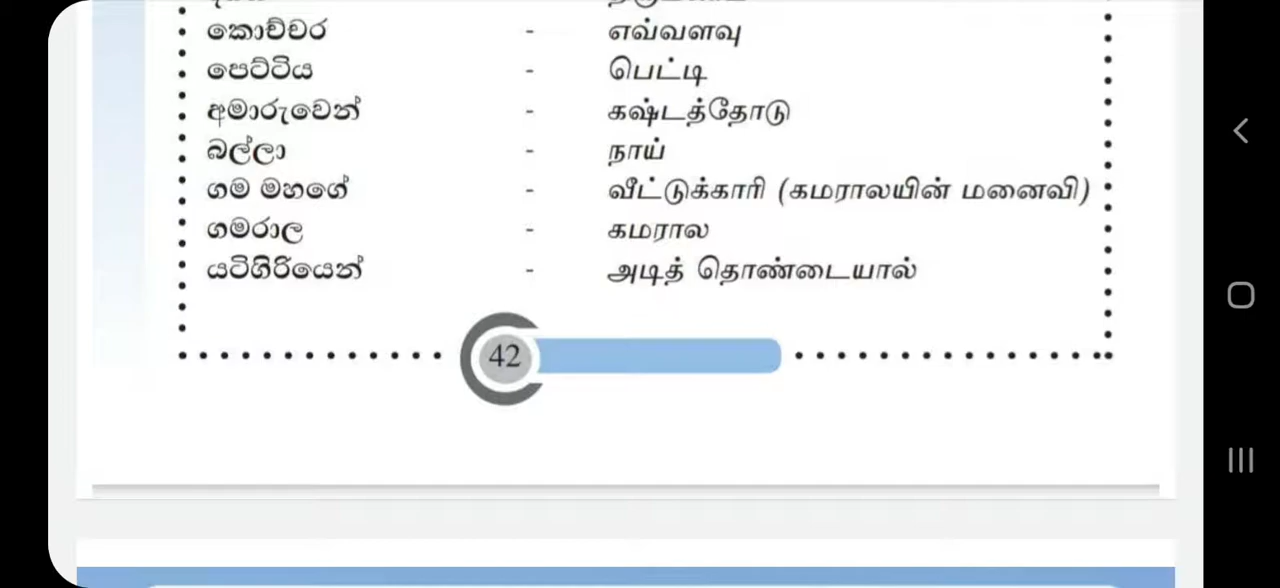 කොච්චර - எவ்வளவு
පෙට්ටිය - பெட்டி
අමාරුවෙන් - கஷ்டத்தோடு
බල්ලා - நாய்
ගම මහගේ - வீட்டுக்காரி (கமராலயின் மனைவி)
ගමරාල - கமரால
යටිගිරියෙන් - அடித் தொண்டையால்
42